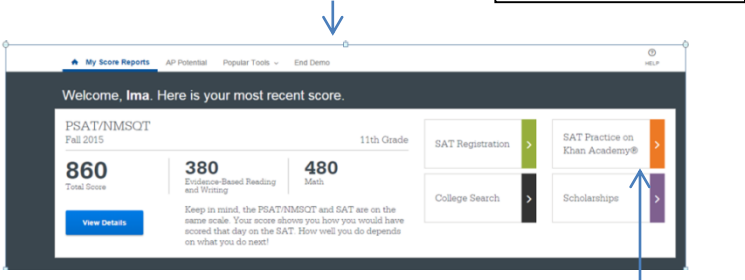 My Score Reports AP Potential Popular Tools End Demo
HELP
Welcome, Ima. Here is your most recent score.
PSAT/NMSQT
Fall 2015 11th Grade
860
Total Score
380
Evidence-Based Reading
and Writing
480
Math
View Details
Keep in mind, the PSAT/NMSQT and SAT are on the
same scale. Your score shows you how you would have
scored that day on the SAT. How well you do depends
on what you do next!
SAT Registration
SAT Practice on
Khan Academy®
College Search
Scholarships